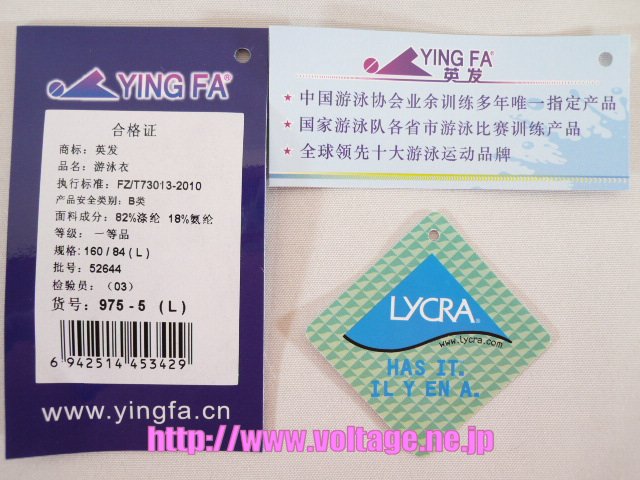 YING FA®
合格证
商标：英发
品名：游泳衣
执行标准：FZ/T73013-2010
产品安全类别：B类
面料成分：82%涤纶 18%氨纶
等级：一等品
规格：160/84(L)
批号：52644
检验员：（03）
货号：975-5 (L)
6 942514 453429
www.yingfa.cn
YING FA®
英发
★ 中国游泳协会业余训练多年唯一指定产品
★ 国家游泳队各省市游泳比赛训练产品
★ 全球领先十大游泳运动品牌
LYCRA®
www.lycra.com
HAS IT.
IL Y EN A.
http://www.voltage.ne.jp